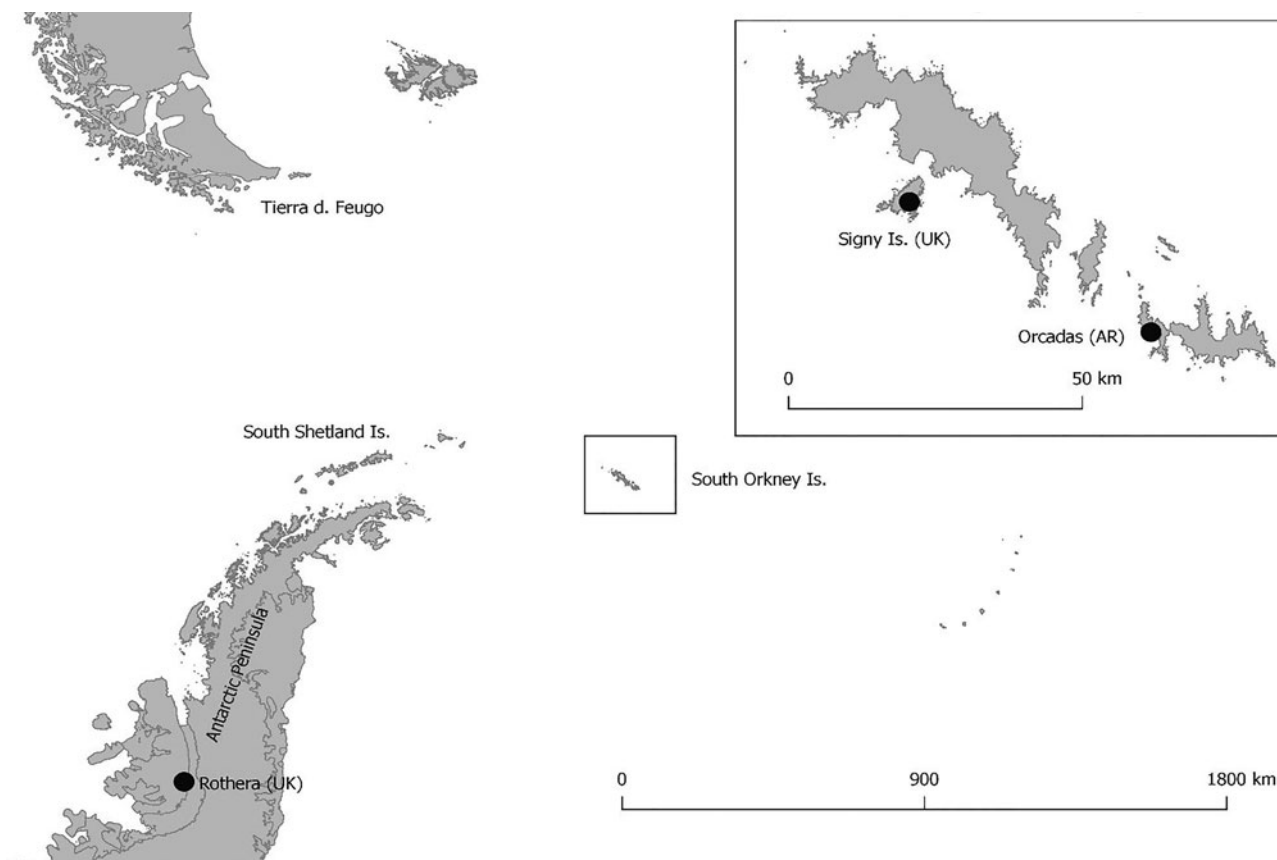 Tierra d. Feugo
Signy Is. (UK)
Orcadas (AR)
0 50 km
South Shetland Is.
South Orkney Is.
Antarctic Peninsula
Rothera (UK)
0 900 1800 km